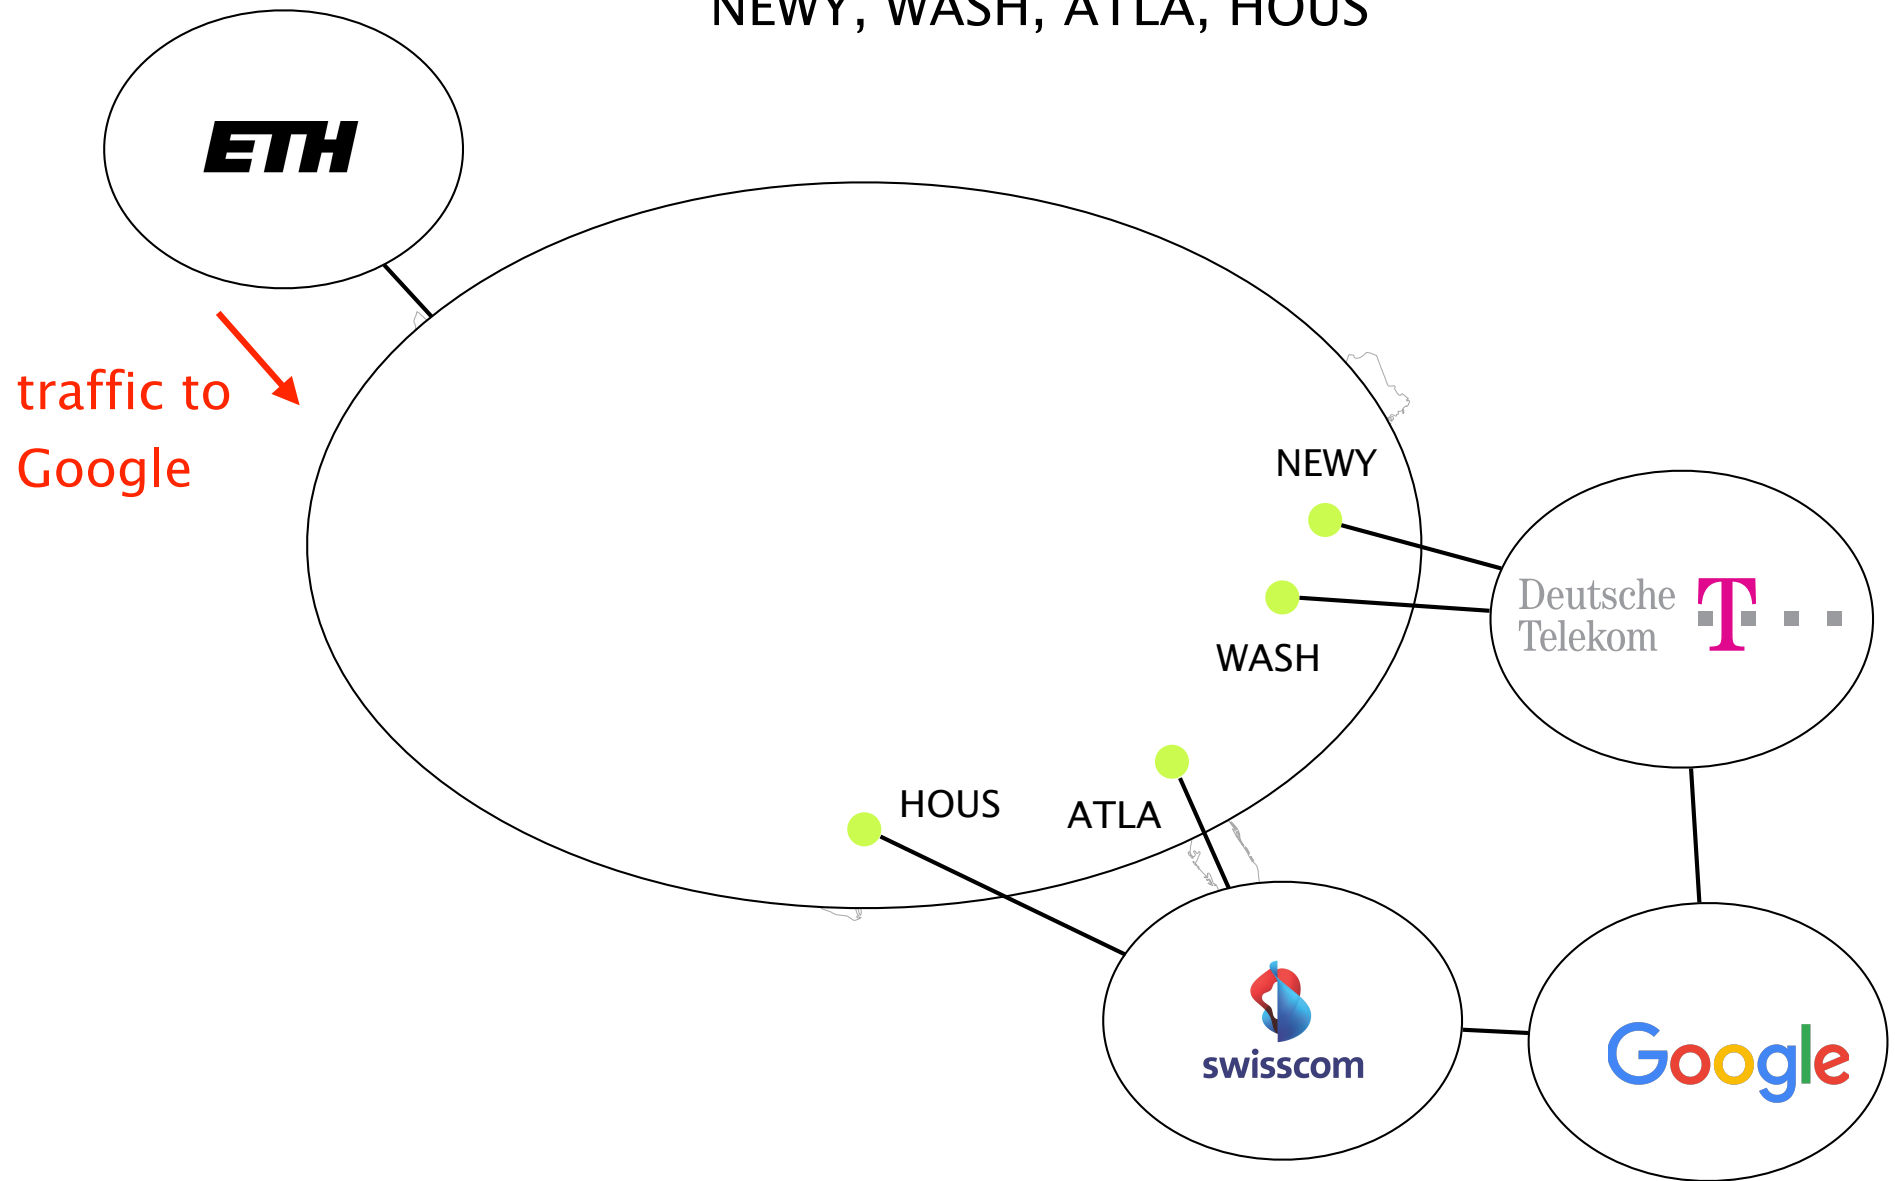 NEWY, WASH, ATLA, HOUS
ETH
traffic to
Google
NEWY
WASH
Deutsche
Telekom
T
HOUS
ATLA
swisscom
Google